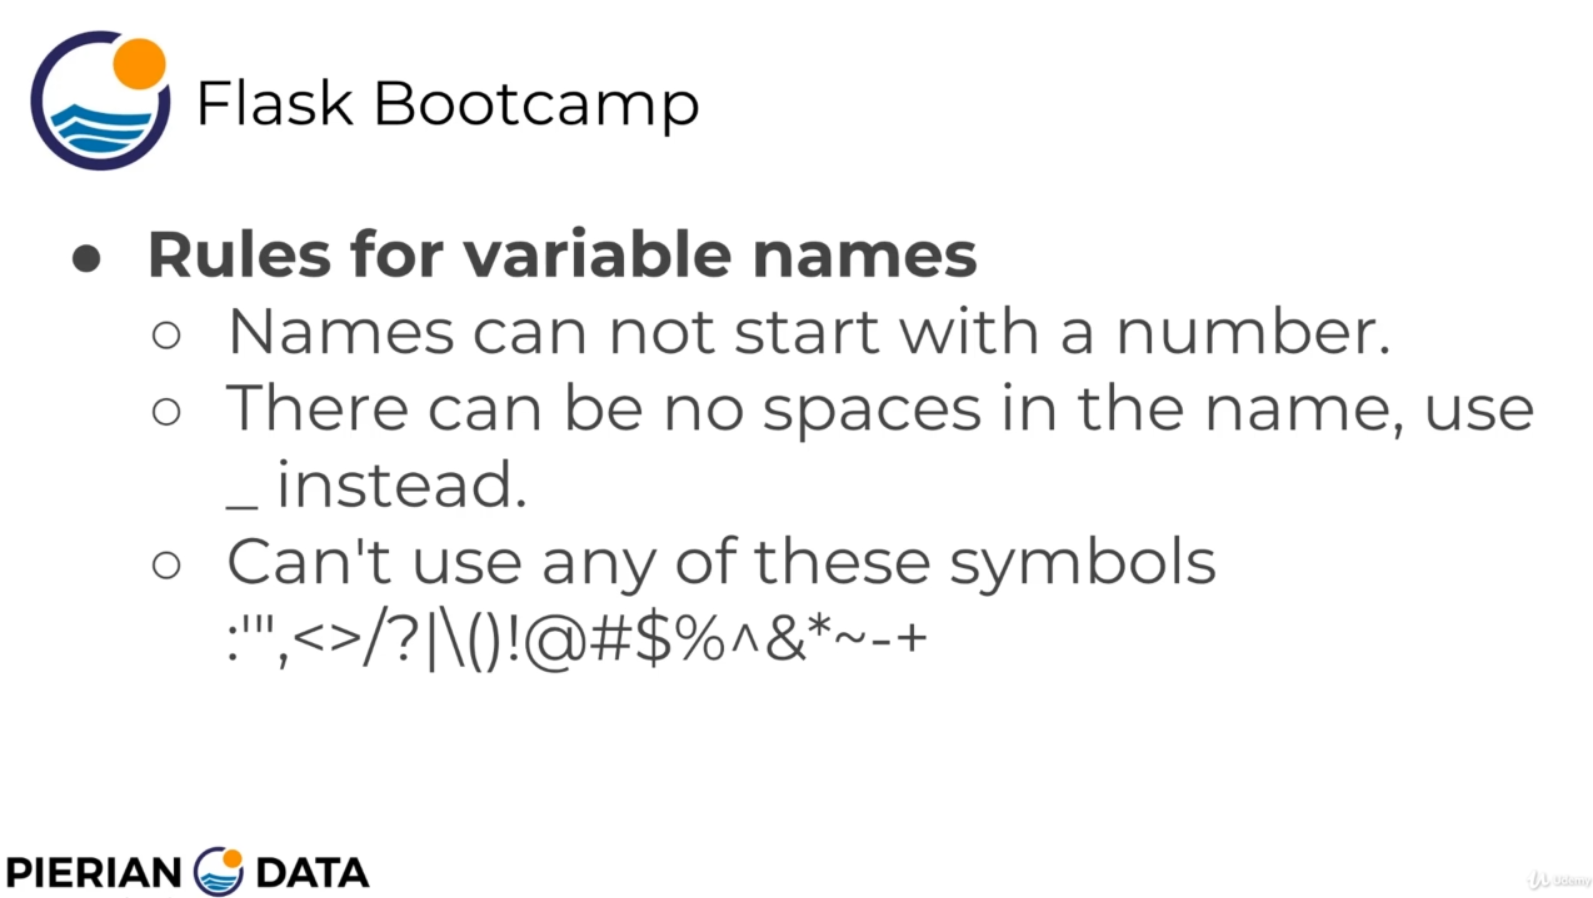 Flask Bootcamp
● Rules for variable names
○ Names can not start with a number.
○ There can be no spaces in the name, use
_ instead.
○ Can't use any of these symbols
:'",<>/?|\()!@#$%^&*~-+
PIERIAN DATA
Udemy